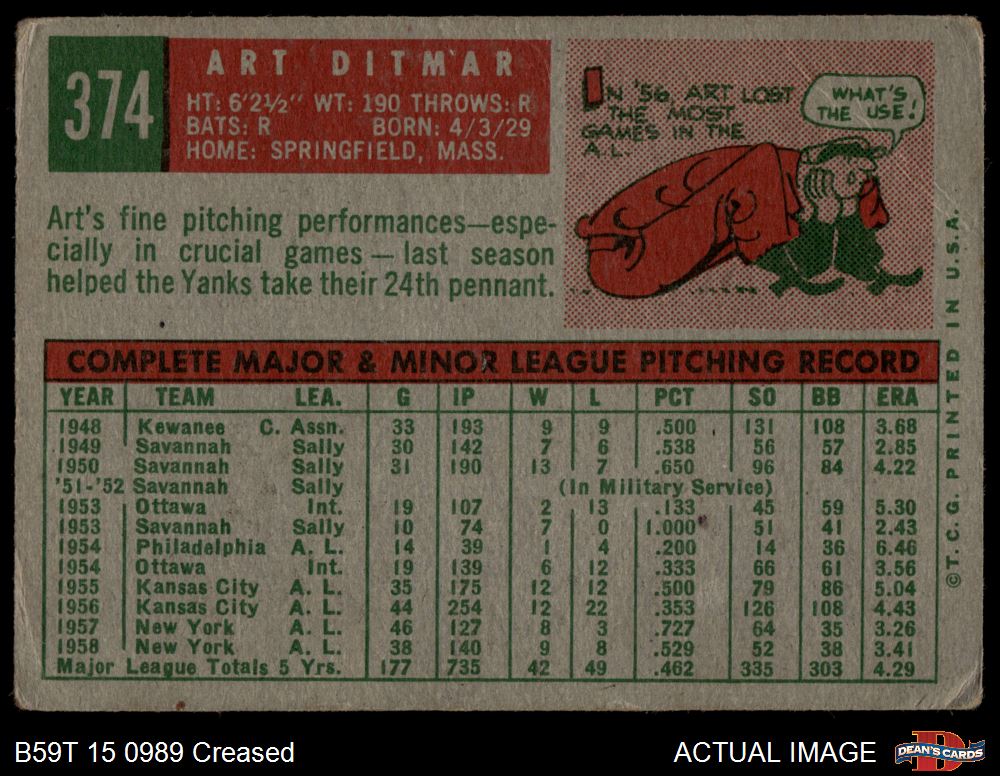 374
ART DITMAR
HT: 6'2½" WT: 190 THROWS: R
BATS: R BORN: 4/3/29
HOME: SPRINGFIELD, MASS.
IN '56, ART LOST
THE MOST
GAMES IN THE
A.L.
WHAT'S
THE USE!
Art's fine pitching performances—espe-
cially in crucial games — last season
helped the Yanks take their 24th pennant.
COMPLETE MAJOR & MINOR LEAGUE PITCHING RECORD
YEAR TEAM LEA. G IP W L PCT SO BB ERA
1948 Kewanee C. Assn. 33 193 9 9 .500 131 108 3.68
1949 Savannah Sally 30 142 7 6 .538 56 57 2.85
1950 Savannah Sally 31 190 13 7 .650 96 84 4.22
'51-'52 Savannah Sally (In Military Service)
1953 Ottawa Int. 19 107 2 13 .133 45 59 5.30
1953 Savannah Sally 10 74 7 0 1.000 51 41 2.43
1954 Philadelphia A. L. 14 39 1 4 .200 14 36 6.46
1954 Ottawa Int. 19 139 6 12 .333 66 61 3.56
1955 Kansas City A. L. 35 175 12 12 .500 79 86 5.04
1956 Kansas City A. L. 44 254 12 22 .353 126 108 4.43
1957 New York A. L. 46 127 8 3 .727 64 35 3.26
1958 New York A. L. 38 140 9 8 .529 52 38 3.41
Major League Totals 5 Yrs. 177 735 42 49 .462 335 303 4.29
©T.C.G. PRINTED IN U.S.A.
B59T 15 0989 Creased
ACTUAL IMAGE
D
DEAN'S CARDS